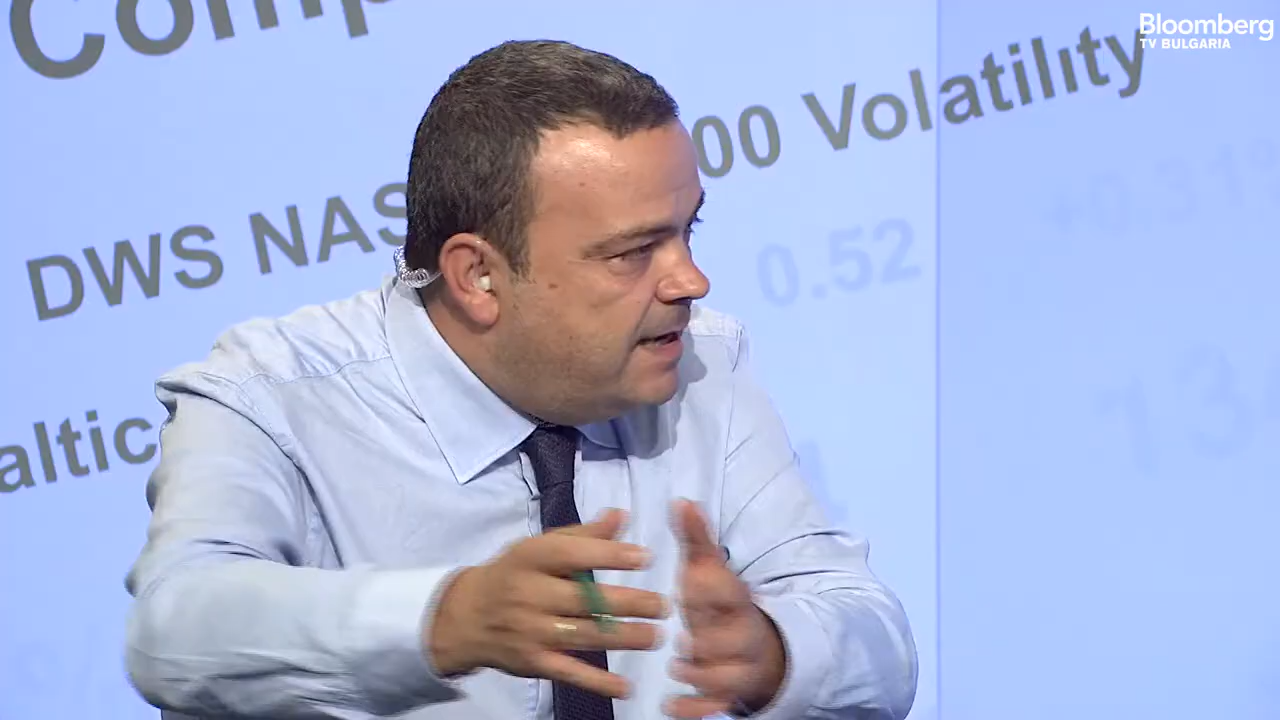 Bloomberg
TV BULGARIA
Comp
00 Volatility
DWS NAS
0.52
altic